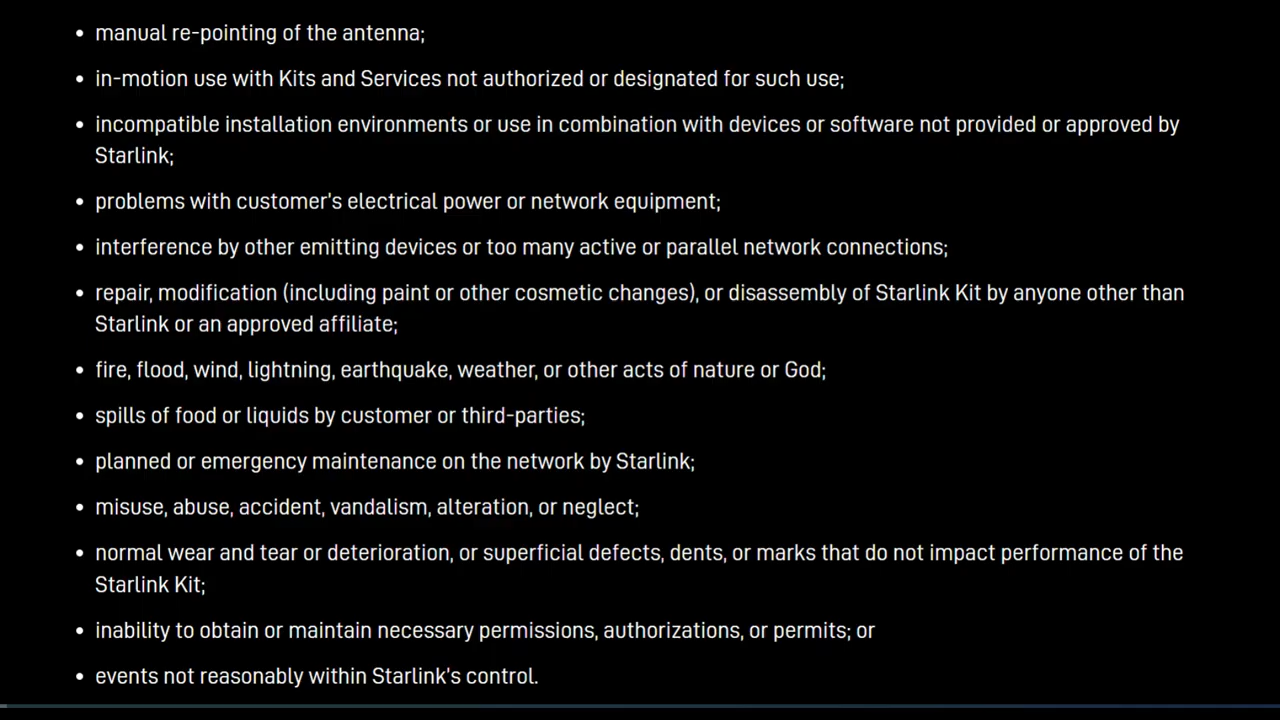 • manual re-pointing of the antenna;
• in-motion use with Kits and Services not authorized or designated for such use;
• incompatible installation environments or use in combination with devices or software not provided or approved by
Starlink;
• problems with customer's electrical power or network equipment;
• interference by other emitting devices or too many active or parallel network connections;
• repair, modification (including paint or other cosmetic changes), or disassembly of Starlink Kit by anyone other than
Starlink or an approved affiliate;
• fire, flood, wind, lightning, earthquake, weather, or other acts of nature or God;
• spills of food or liquids by customer or third-parties;
• planned or emergency maintenance on the network by Starlink;
• misuse, abuse, accident, vandalism, alteration, or neglect;
• normal wear and tear or deterioration, or superficial defects, dents, or marks that do not impact performance of the
Starlink Kit;
• inability to obtain or maintain necessary permissions, authorizations, or permits; or
• events not reasonably within Starlink's control.